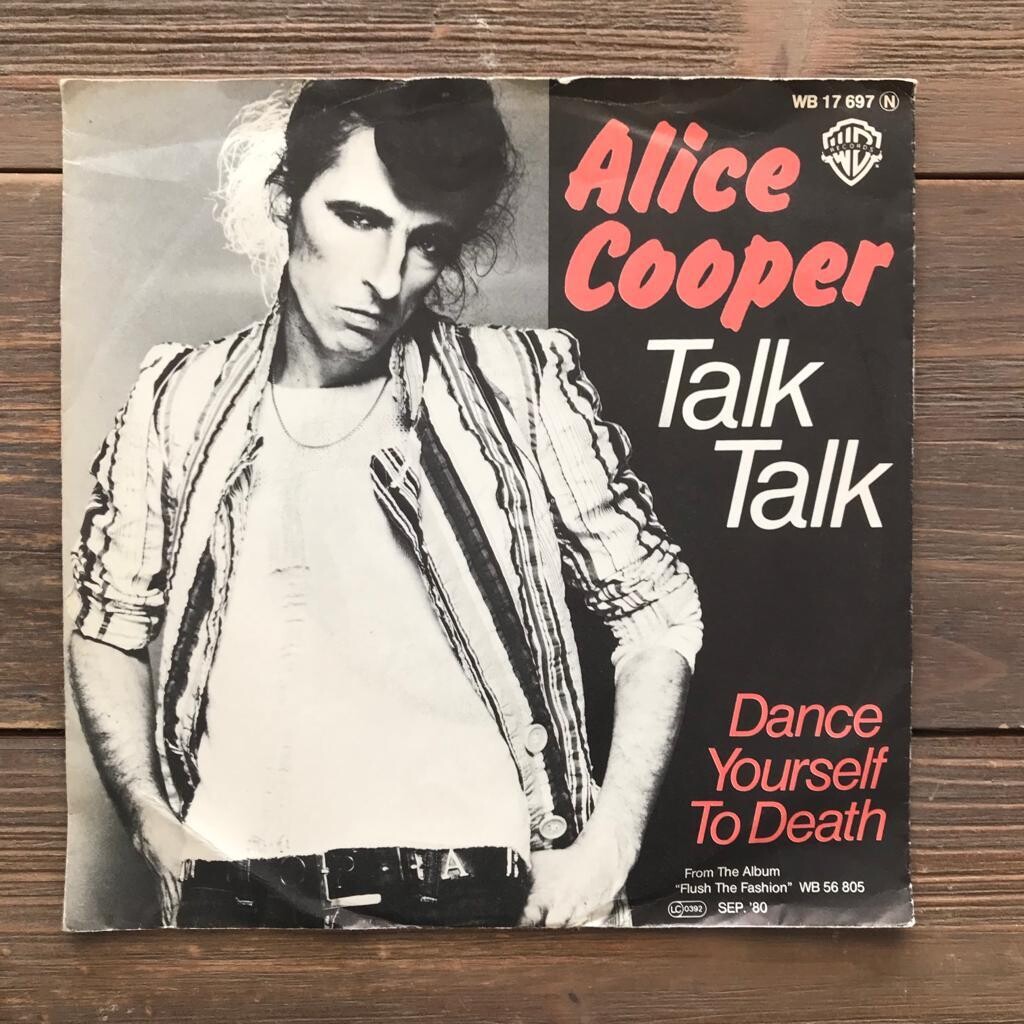 WB 17 697 Ⓝ
RECORDS
Alice
Cooper
Talk
Talk
Dance
Yourself
To Death
From The Album
"Flush The Fashion" WB 56 805
LC 0392 SEP. '80